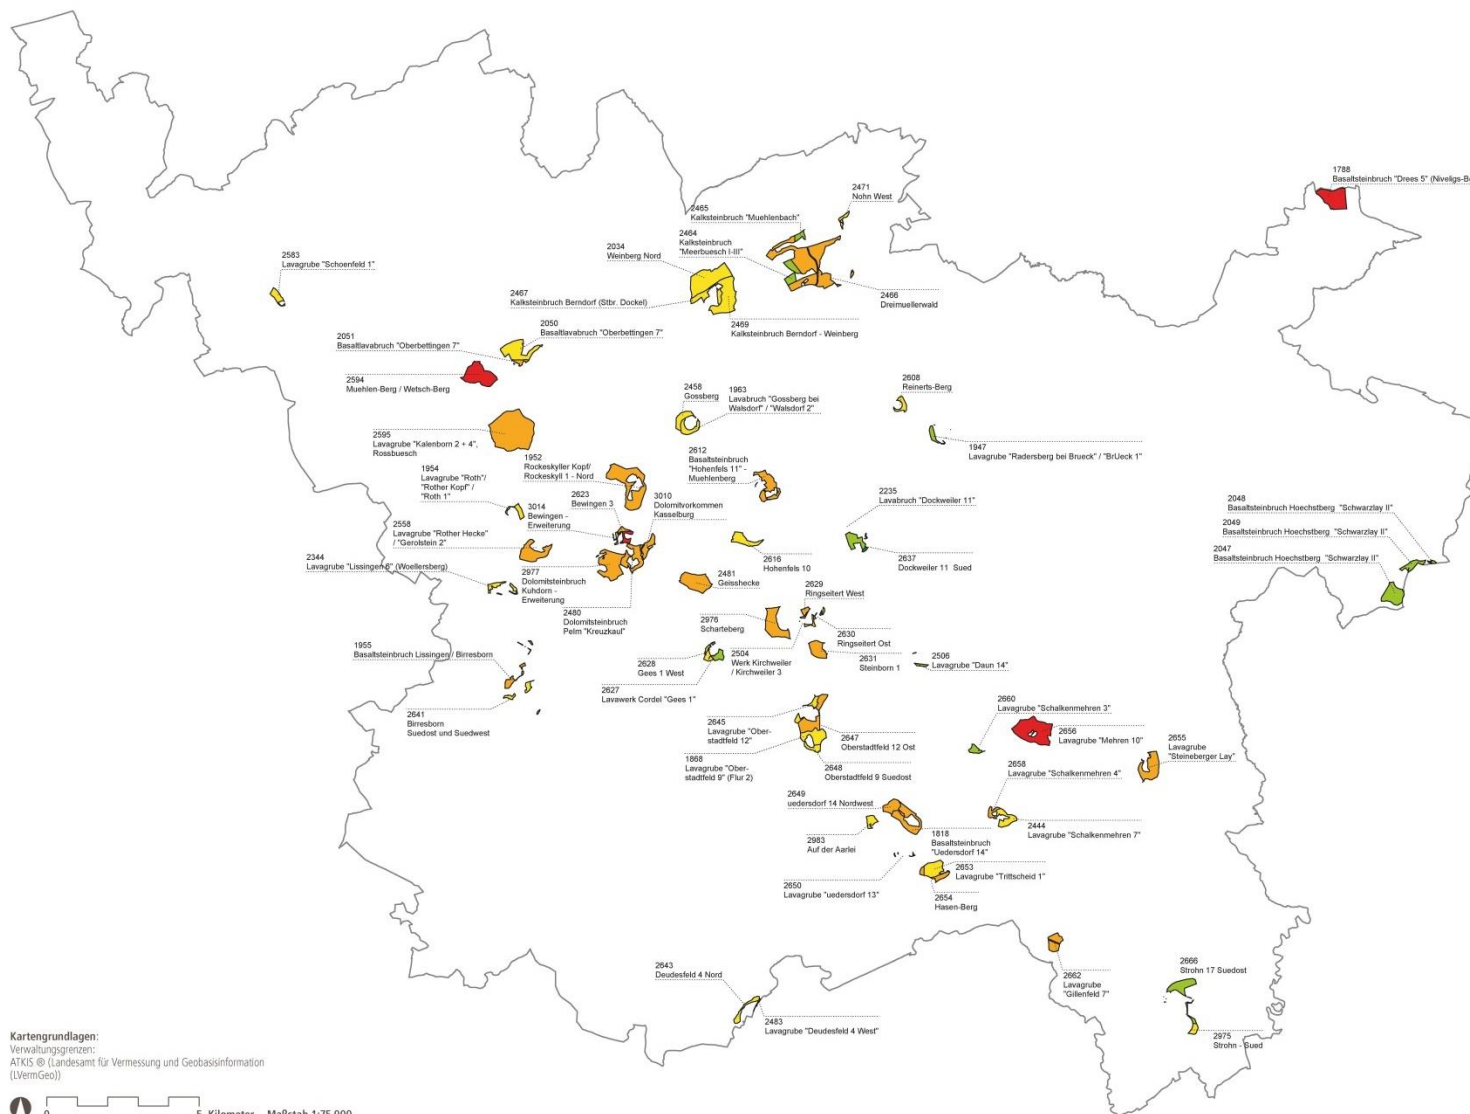 1788
Basaltsteinbruch "Drees 5" (Niveligs-Be
2471
Nohn West
2465
Kalksteinbruch "Muehlenbach"
2464
Kalksteinbruch
"Meerbuesch I-III"
2034
Weinberg Nord
2583
Lavagrube "Schoenfeld 1"
2467
Kalksteinbruch Berndorf (Stbr. Dockel)
2466
Dreimuellerwald
2469
Kalksteinbruch Berndorf - Weinberg
2050
Basaltlavabruch "Oberbettingen 7"
2051
Basaltlavabruch "Oberbettingen 7"
2594
Muehlen-Berg / Wetsch-Berg
2608
Reinerts-Berg
2458
Gossberg
1963
Lavabruch "Gossberg bei
Walsdorf" / "Walsdorf 2"
2595
Lavagrube "Kalenborn 2 + 4",
Rossbuesch
1947
Lavagrube "Radersberg bei Brueck" / "BrUeck 1"
2612
Basaltsteinbruch
"Hohenfels 11" -
Muehlenberg
1952
Rockeskyller Kopf/
Rockeskyll 1 - Nord
1954
Lavagrube "Roth"/
"Rother Kopf" /
"Roth 1"
2623
Bewingen 3
3010
Dolomitvorkommen
Kasselburg
3014
Bewingen -
Erweiterung
2235
Lavabruch "Dockweiler 11"
2048
Basaltsteinbruch Hoechstberg "Schwarzlay II"
2049
Basaltsteinbruch Hoechstberg "Schwarzlay II"
2047
Basaltsteinbruch Hoechstberg "Schwarzlay II"
2558
Lavagrube "Rother Hecke"
/ "Gerolstein 2"
2344
Lavagrube "Lissingen 6" (Woellersberg)
2616
Hohenfels 10
2637
Dockweiler 11 Sued
2977
Dolomitsteinbruch
Kuhdorn -
Erweiterung
2481
Geisshecke
2629
Ringseitert West
2480
Dolomitsteinbruch
Pelm "Kreuzkaul"
2976
Scharteberg
2630
Ringseitert Ost
1955
Basaltsteinbruch Lissingen / Birresborn
2628
Gees 1 West
2504
Werk Kirchweiler
/ Kirchweiler 3
2631
Steinborn 1
2506
Lavagrube "Daun 14"
2627
Lavawerk Cordel "Gees 1"
2641
Birresborn
Suedost und Suedwest
2660
Lavagrube "Schalkenmehren 3"
2645
Lavagrube "Ober-
stadtfeld 12"
2647
Oberstadtfeld 12 Ost
2656
Lavagrube "Mehren 10"
2655
Lavagrube
"Steineberger Lay"
1868
Lavagrube "Ober-
stadtfeld 9" (Flur 2)
2648
Oberstadtfeld 9 Suedost
2658
Lavagrube "Schalkenmehren 4"
2649
uedersdorf 14 Nordwest
2983
Auf der Aarlei
1818
Basaltsteinbruch
"Uedersdorf 14"
2444
Lavagrube "Schalkenmehren 7"
2650
Lavagrube "uedersdorf 13"
2653
Lavagrube "Trittscheid 1"
2654
Hasen-Berg
2643
Deudesfeld 4 Nord
2662
Lavagrube
"Gillenfeld 7"
2666
Strohn 17 Suedost
2483
Lavagrube "Deudesfeld 4 West"
2975
Strohn - Sued
Kartengrundlagen:
Verwaltungsgrenzen:
ATKIS ® (Landesamt für Vermessung und Geobasisinformation
(LVermGeo))
0 5 Kilometer Maßstab 1:75.000